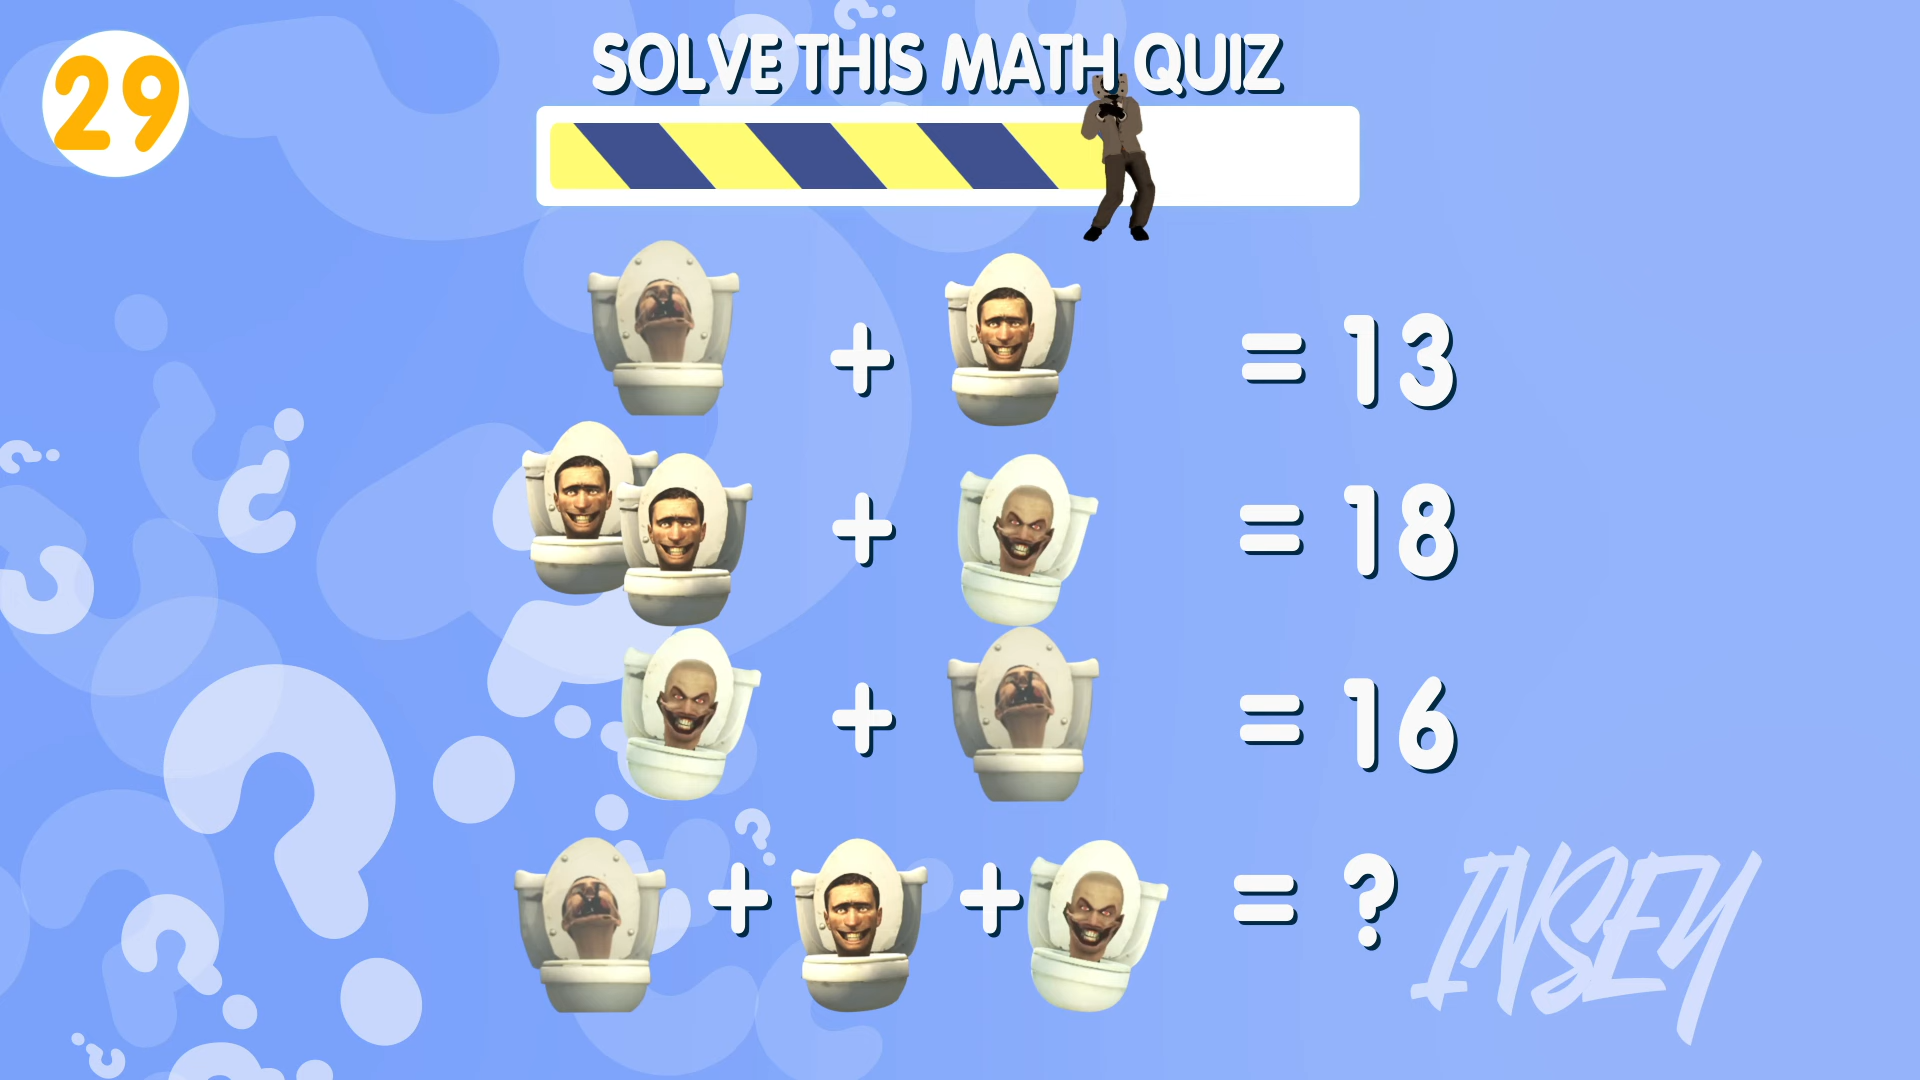 29
SOLVE THIS MATH QUIZ
+ = 13
+ = 18
+ = 16
+ + = ?
INSEY